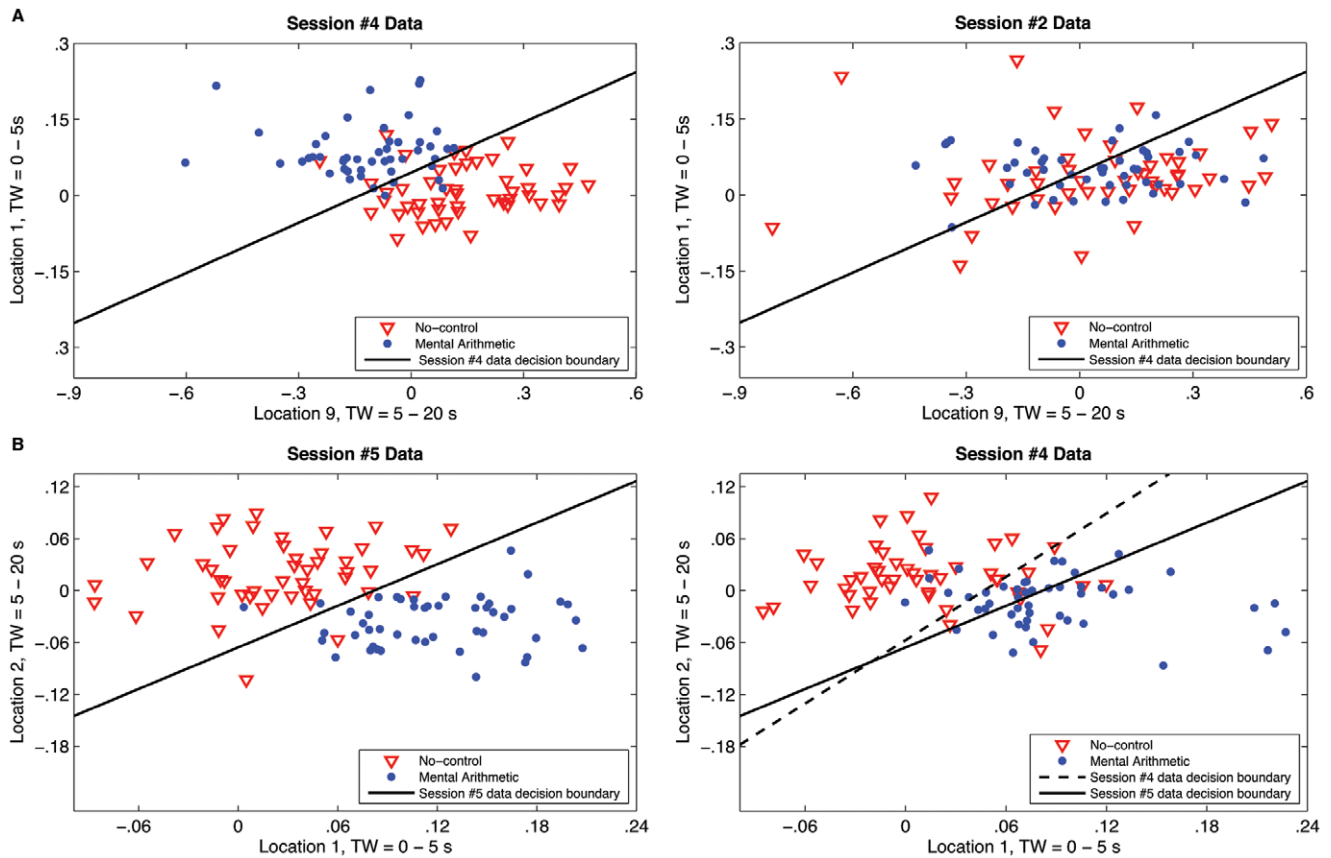 A
Session #4 Data
.3
.15
0
−.15
.3
−.9
−.6
−.3
0
.3
.6
Location 1, TW = 0 – 5s
Location 9, TW = 5 – 20 s
No−control
Mental Arithmetic
Session #4 data decision boundary
Session #2 Data
.3
.15
0
−.15
.3
−.9
−.6
−.3
0
.3
.6
Location 1, TW = 0 – 5s
Location 9, TW = 5 – 20 s
No−control
Mental Arithmetic
Session #4 data decision boundary
B
Session #5 Data
.12
.06
0
−.06
−.12
−.18
−.06
0
.06
.12
.18
.24
Location 2, TW = 5 – 20 s
Location 1, TW = 0 – 5 s
No−control
Mental Arithmetic
Session #5 data decision boundary
Session #4 Data
.12
.06
0
−.06
−.12
−.18
−.06
0
.06
.12
.18
.24
Location 2, TW = 5 – 20 s
Location 1, TW = 0 – 5 s
No−control
Mental Arithmetic
Session #4 data decision boundary
Session #5 data decision boundary